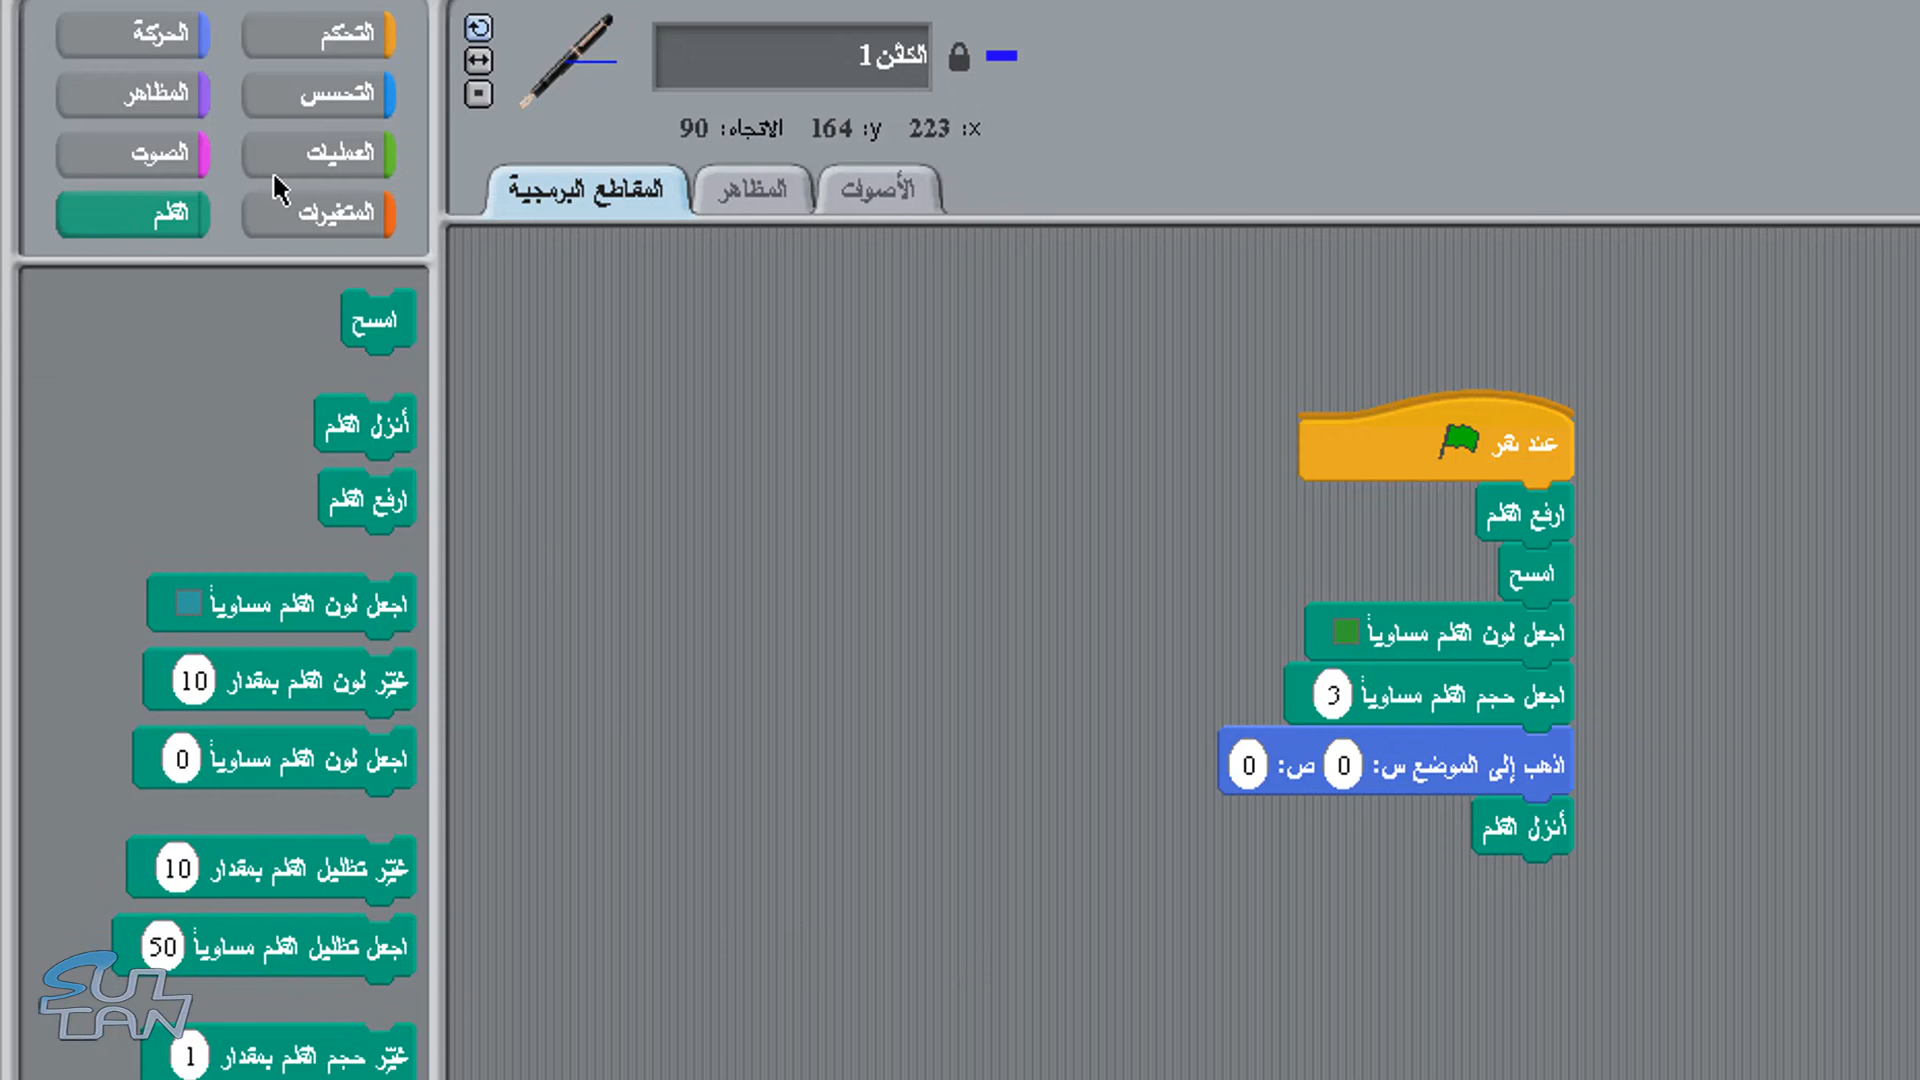 التحكم
الحركة
التحسس
المظاهر
العمليات
الصوت
المتغيرات
القلم
الكائن1
x: 223 y: 164 الاتجاه: 90
المقاطع البرمجية
المظاهر
الأصوات
امسح
أنزل القلم
ارفع القلم
اجعل لون القلم مساوياً
غيّر لون القلم بمقدار 10
اجعل لون القلم مساوياً 0
غيّر تظليل القلم بمقدار 10
اجعل تظليل القلم مساوياً 50
غيّر حجم القلم بمقدار 1
عند نقر
ارفع القلم
امسح
اجعل لون القلم مساوياً
اجعل حجم القلم مساوياً 3
اذهب إلى الموضع س: 0 ص: 0
أنزل القلم
SULTAN